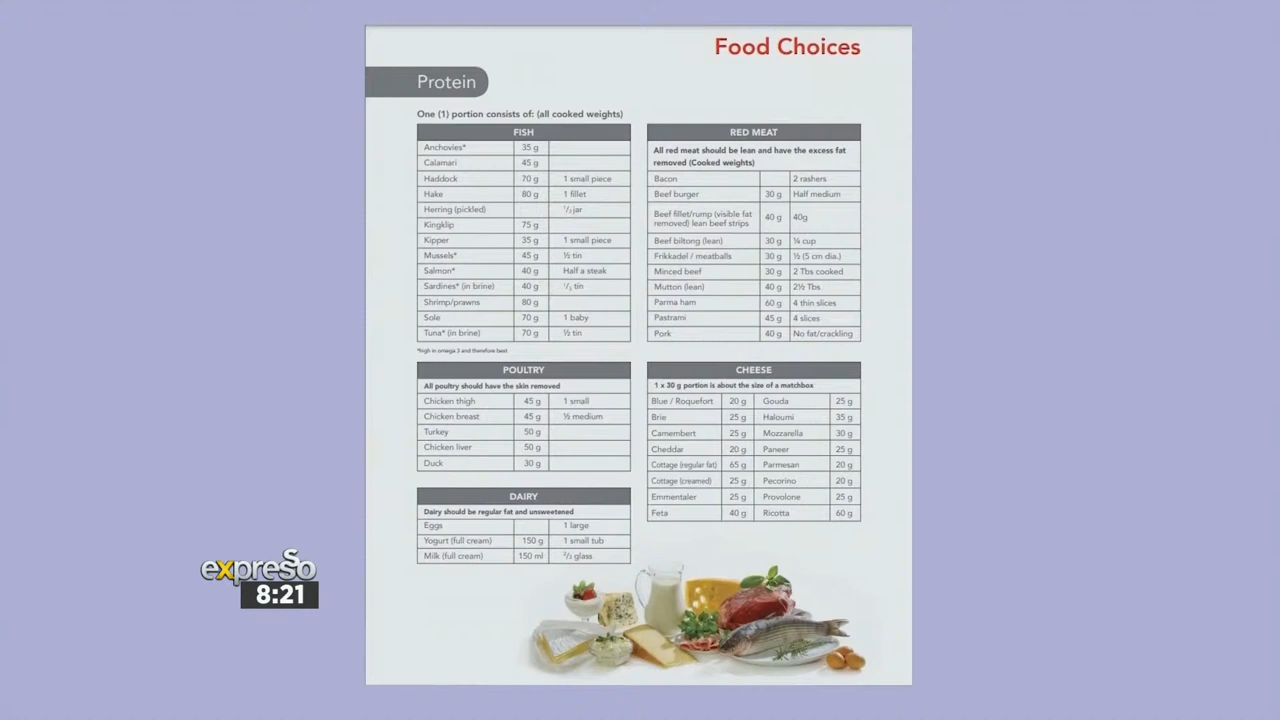 Food Choices
Protein
One (1) portion consists of: (all cooked weights)
FISH
Anchovies* 35 g
Calamari 45 g
Haddock 70 g 1 small piece
Hake 80 g 1 fillet
Herring (pickled) 1/3 jar
Kingklip 75 g
Kipper 35 g 1 small piece
Mussels* 45 g ½ tin
Salmon* 40 g Half a steak
Sardines* (in brine) 40 g tin
Shrimp/prawns 80 g
Sole 70 g 1 baby
Tuna* (in brine) 70 g ½ tin
*high in omega 3 and therefore best
POULTRY
All poultry should have the skin removed
Chicken thigh 45 g 1 small
Chicken breast 45 g ½ medium
Turkey 50 g
Chicken liver 50 g
Duck 30 g
DAIRY
Dairy should be regular fat and unsweetened
Eggs 1 large
Yogurt (full cream) 150 g 1 small tub
Milk (full cream) 150 ml 2/3 glass
RED MEAT
All red meat should be lean and have the excess fat
removed (Cooked weights)
Bacon 2 rashers
Beef burger 30 g Half medium
Beef fillet/rump (visible fat
removed) lean beef strips 40 g 40g
Beef biltong (lean) 30 g ¼ cup
Frikkadel / meatballs 30 g ½ (5 cm dia.)
Minced beef 30 g 2 Tbs cooked
Mutton (lean) 40 g 2½ Tbs
Parma ham 60 g 4 thin slices
Pastrami 45 g 4 slices
Pork 40 g No fat/crackling
CHEESE
1 x 30 g portion is about the size of a matchbox
Blue / Roquefort 20 g Gouda 25 g
Brie 25 g Haloumi 35 g
Camembert 25 g Mozzarella 30 g
Cheddar 20 g Paneer 25 g
Cottage (regular fat) 65 g Parmesan 20 g
Cottage (creamed) 25 g Pecorino 20 g
Emmentaler 25 g Provolone 25 g
Feta 40 g Ricotta 60 g
expresso
8:21